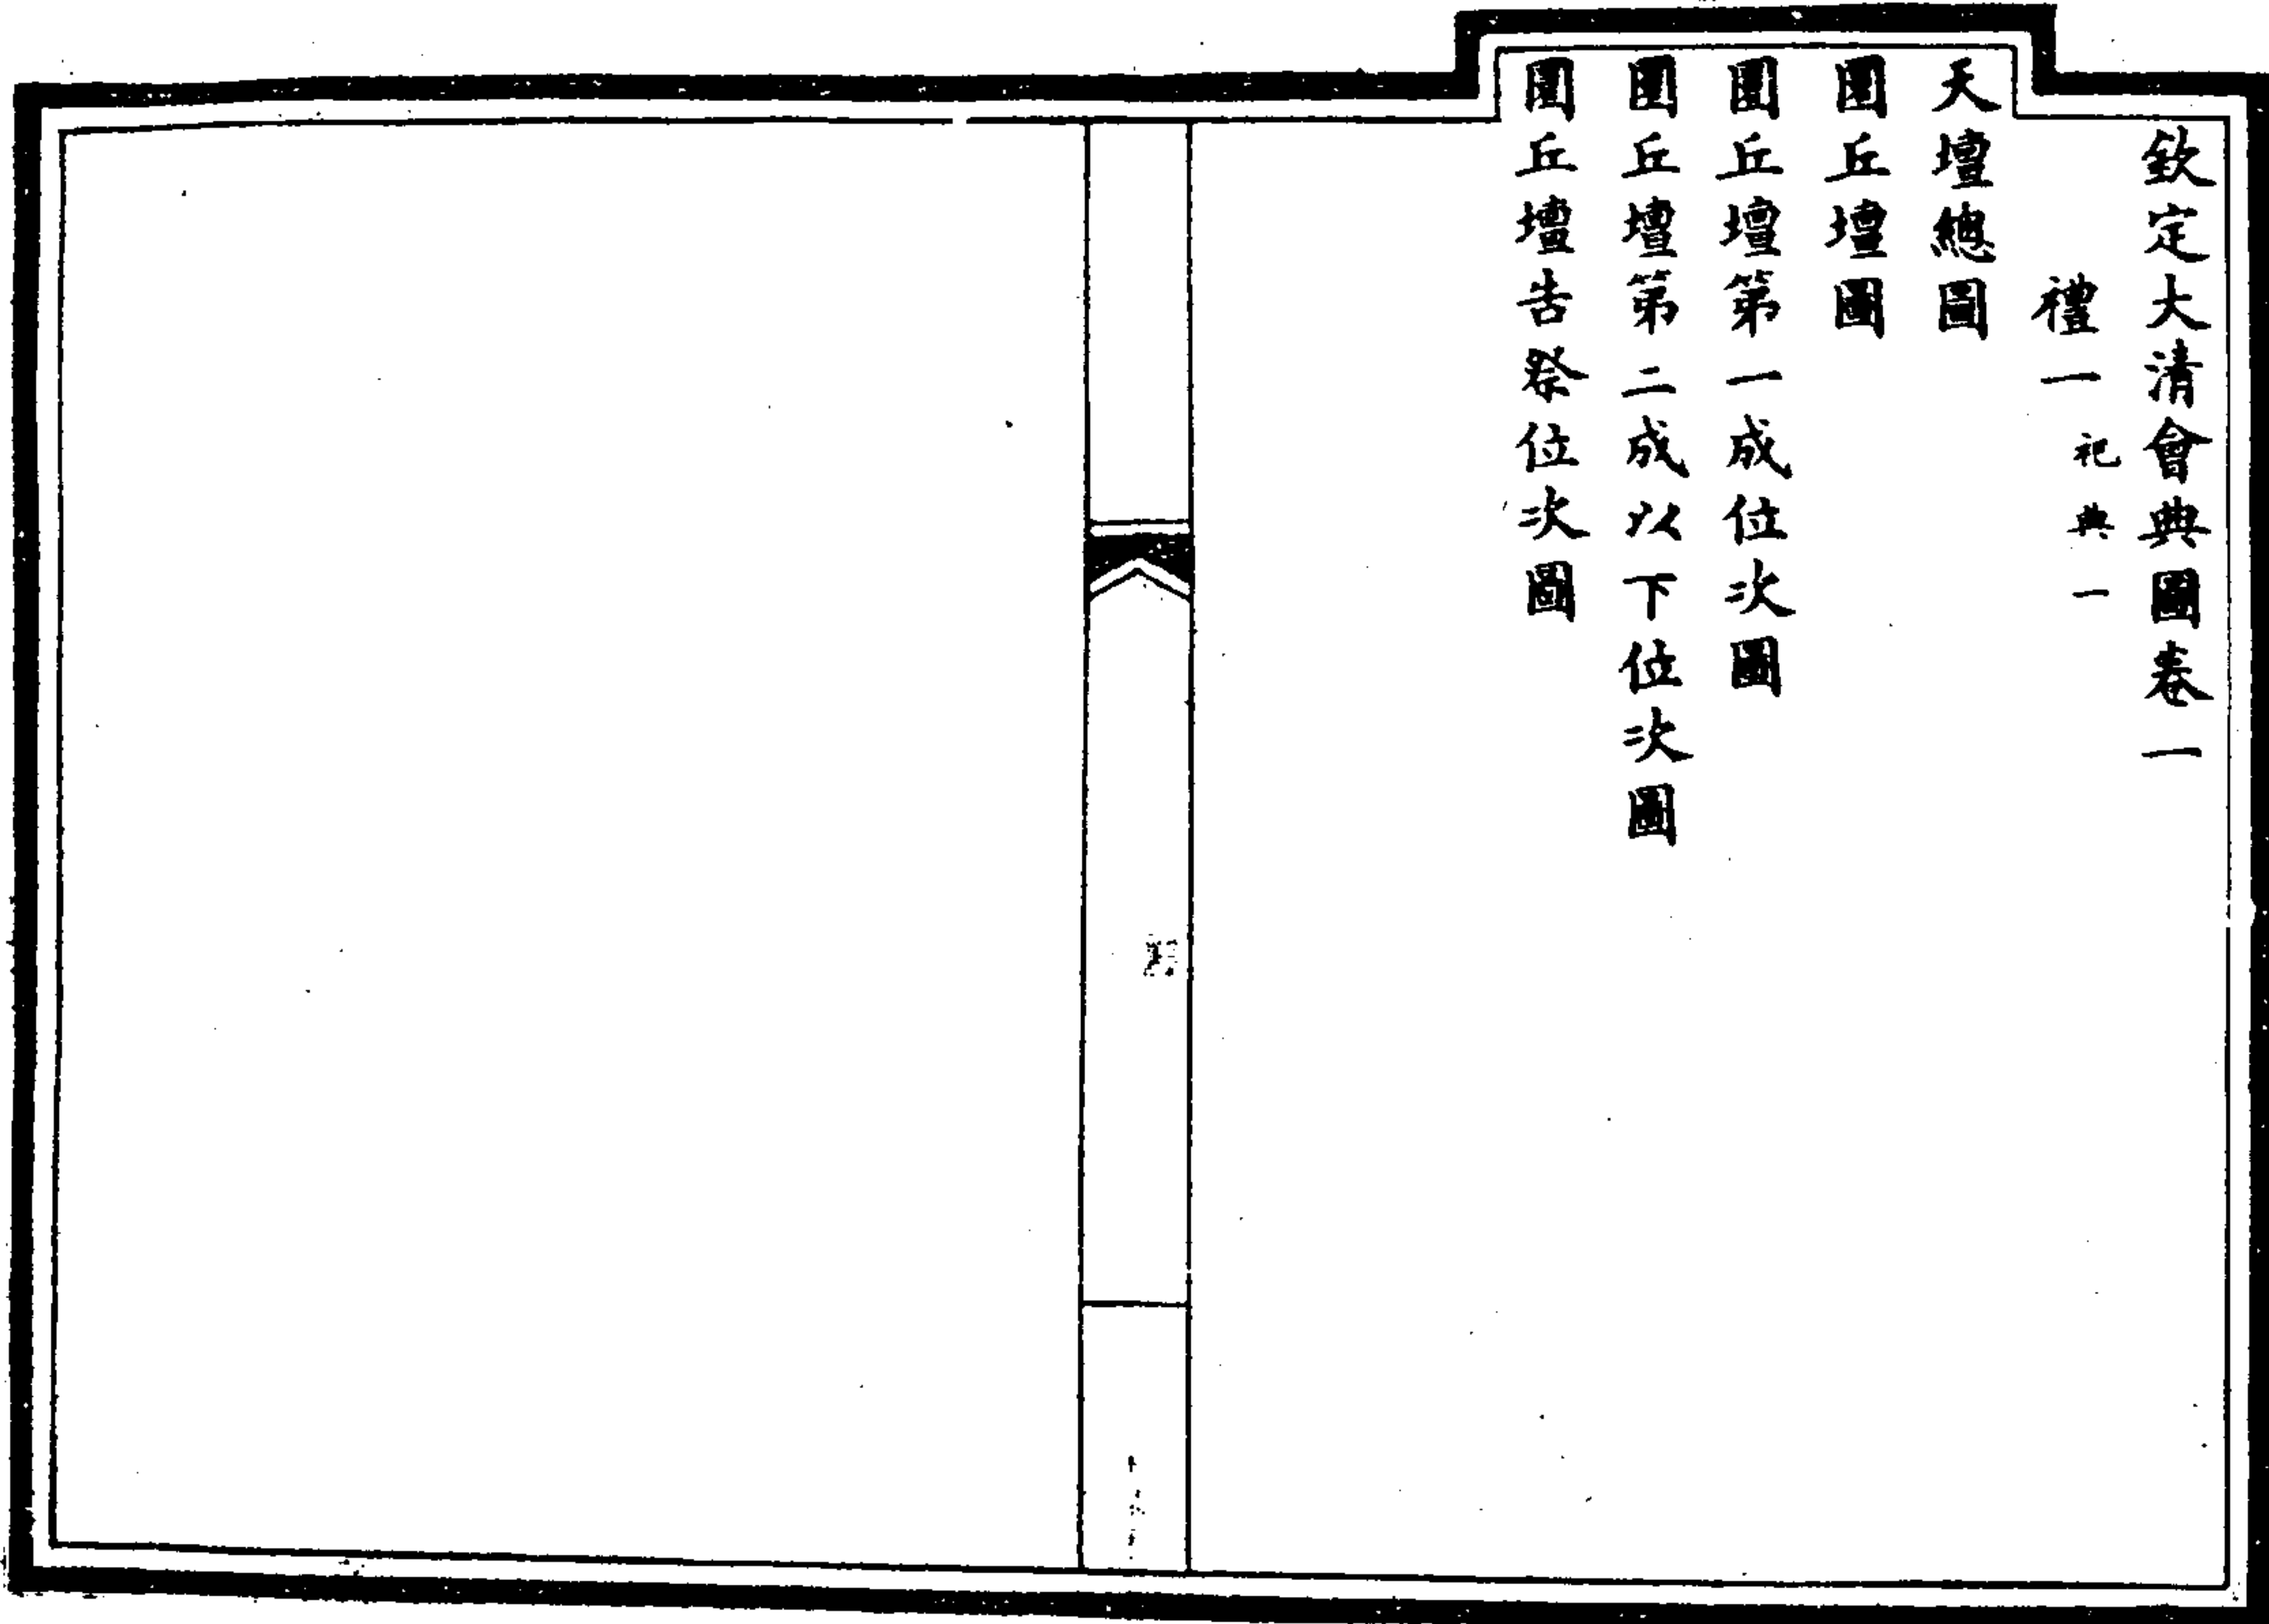 欽定大清會典圖卷一
禮一 祀典一
天壇總圖
圜丘壇圖
圜丘壇第一成位次圖
圜丘壇第二成以下位次圖
圜丘壇告祭位次圖